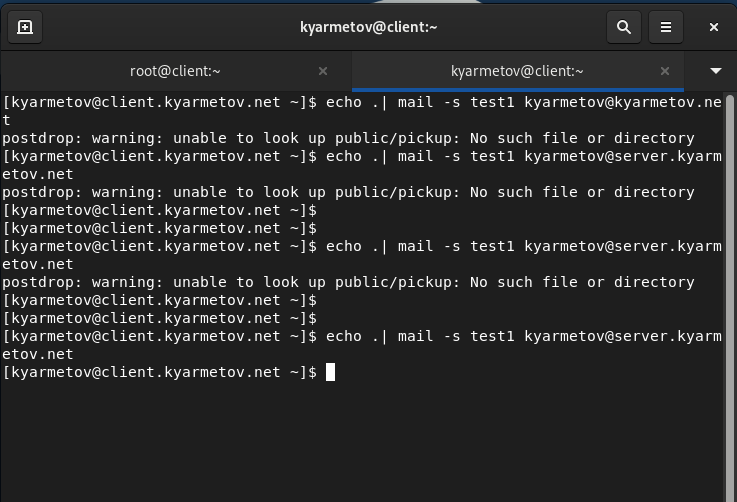 kyarmetov@client:~
root@client:~
kyarmetov@client:~
[kyarmetov@client.kyarmetov.net ~]$ echo .| mail -s test1 kyarmetov@kyarmetov.ne
t
postdrop: warning: unable to look up public/pickup: No such file or directory
[kyarmetov@client.kyarmetov.net ~]$ echo .| mail -s test1 kyarmetov@server.kyarm
etov.net
postdrop: warning: unable to look up public/pickup: No such file or directory
[kyarmetov@client.kyarmetov.net ~]$
[kyarmetov@client.kyarmetov.net ~]$
[kyarmetov@client.kyarmetov.net ~]$ echo .| mail -s test1 kyarmetov@server.kyarm
etov.net
postdrop: warning: unable to look up public/pickup: No such file or directory
[kyarmetov@client.kyarmetov.net ~]$
[kyarmetov@client.kyarmetov.net ~]$
[kyarmetov@client.kyarmetov.net ~]$ echo .| mail -s test1 kyarmetov@server.kyarm
etov.net
[kyarmetov@client.kyarmetov.net ~]$